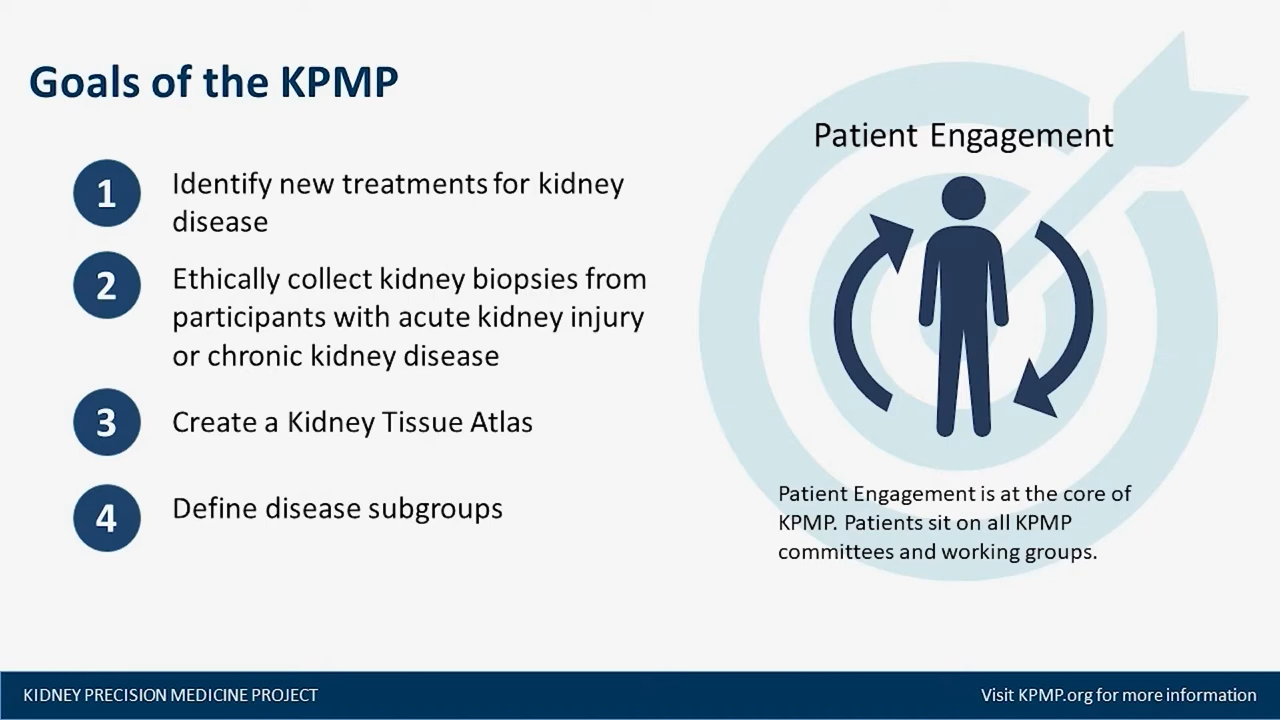 Goals of the KPMP
1
Identify new treatments for kidney
disease
2
Ethically collect kidney biopsies from
participants with acute kidney injury
or chronic kidney disease
3
Create a Kidney Tissue Atlas
4
Define disease subgroups
Patient Engagement
Patient Engagement is at the core of
KPMP. Patients sit on all KPMP
committees and working groups.
KIDNEY PRECISION MEDICINE PROJECT
Visit KPMP.org for more information